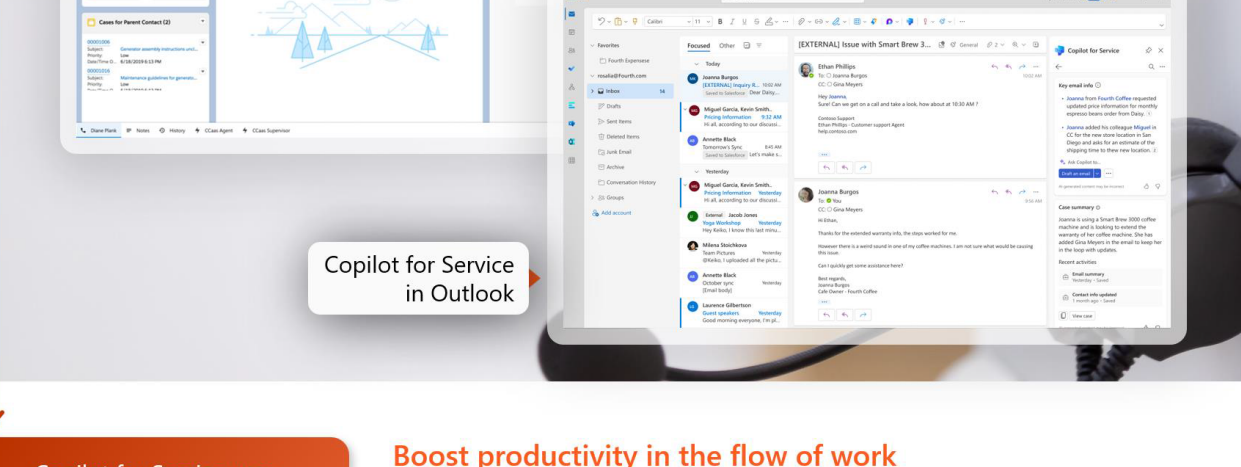 Cases for Parent Contact (2)
00001006
Subject: Generator assembly instructions uncl...
Priority: Low
Date/Time O... 6/18/2019 6:13 PM
00001016
Subject: Maintenance guidelines for generato...
Priority: Low
Diane Plank Notes History CCaas Agent CCaas Supervisor
Copilot for Service
in Outlook
Calibri 11 B I U S
Favorites
Fourth Expensese
rosalia@Fourth.com
Inbox 14
Drafts
Sent Items
Deleted Items
Junk Email
Archive
Conversation History
Groups
Add account
Focused Other
Today
Joanna Burgos
[EXTERNAL] Inquiry B... 10:02 AM
Saved to Salesforce Dear Daisy,...
Miguel Garcia, Kevin Smith..
Pricing Information 9:32 AM
Hi all, according to our discussi...
Annette Black
Tomorrow's Sync 8:45 AM
Saved to Salesforce Let's make s...
Yesterday
Miguel Garcia, Kevin Smith..
Pricing Information Yesterday
Hi all, according to our discussi...
External Jacob Jones
Yoga Workshop Yesterday
Hey Keiko, I know this last minu...
Milena Stoichkova
Team Pictures Yesterday
@Keiko, I uploaded all the pictu...
Annette Black
October sync Yesterday
[Email body]
Laurence Gilbertson
Guest speakers Yesterday
Good morning everyone, I'm pl...
[EXTERNAL] Issue with Smart Brew 3... General 2
Ethan Phillips
To: Joanna Burgos
10:02 AM
CC: Gina Meyers
Hey Joanna,
Sure! Can we get on a call and take a look, how about at 10:30 AM ?
Contoso Support
Ethan Phillips - Customer support Agent
help.contoso.com
Joanna Burgos
To: You
9:56 AM
CC: Gina Meyers
Hi Ethan,
Thanks for the extended warranty info, the steps worked for me.
However there is a weird sound in one of my coffee machines. I am not sure what would be causing
this issue.
Can I quickly get some assistance here?
Best regards,
Joanna Burgos
Cafe Owner - Fourth Coffee
Copilot for Service
Key email info
Joanna from Fourth Coffee requested
updated price information for monthly
espresso beans order from Daisy. 1
Joanna added his colleague Miguel in
CC for the new store location in San
Diego and asks for an estimate of the
shipping time to thew new location. 2
Ask Copilot to...
Draft an email
AI-generated content may be incorrect
Case summary
Joanna is using a Smart Brew 3000 coffee
machine and is looking to extend the
warranty of her coffee machine. She has
added Gina Meyers in the email to keep her
in the loop with updates.
Recent activities
Email summary
Yesterday - Saved
Contact info updated
1 month ago - Saved
View case
Boost productivity in the flow of work